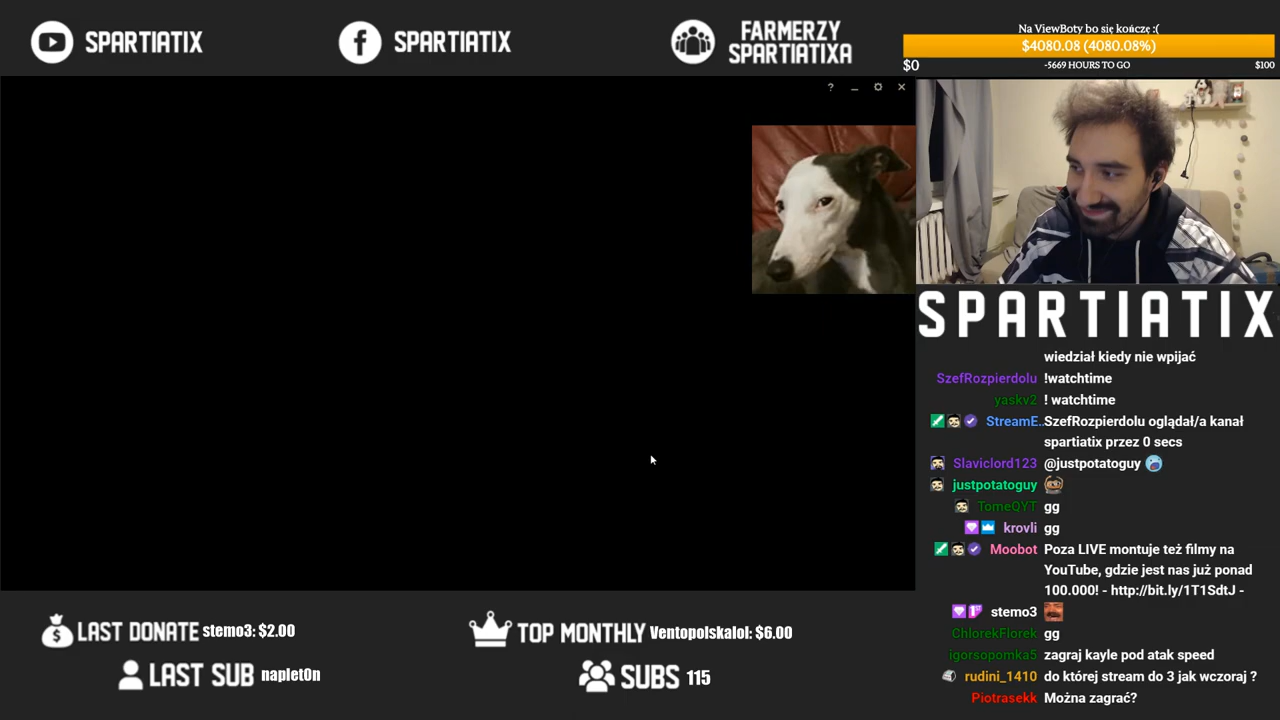 SPARTIATIX
SPARTIATIX
FARMERZY
SPARTIATIXA
Na ViewBoty bo się kończę :(
$4080.08 (4080.08%)
$0
-5669 HOURS TO GO
$100
?
SPARTIATIX
wiedział kiedy nie wpijać
SzefRozpierdolu !watchtime
yaskv2 ! watchtime
StreamE.. SzefRozpierdolu oglądał/a kanał
spartiatix przez 0 secs
Slaviclord123 @justpotatoguy
justpotatoguy
TomeQYT gg
krovli gg
Moobot Poza LIVE montuje też filmy na
YouTube, gdzie jest nas już ponad
100.000! - http://bit.ly/1T1SdtJ -
stemo3
ChlorekFlorek gg
igorsopomka5 zagraj kayle pod atak speed
rudini_1410 do której stream do 3 jak wczoraj ?
Piotrasekk Można zagrać?
LAST DONATE stemo3: $2.00
TOP MONTHLY Ventopolskalol: $6.00
LAST SUB naplet0n
SUBS 115